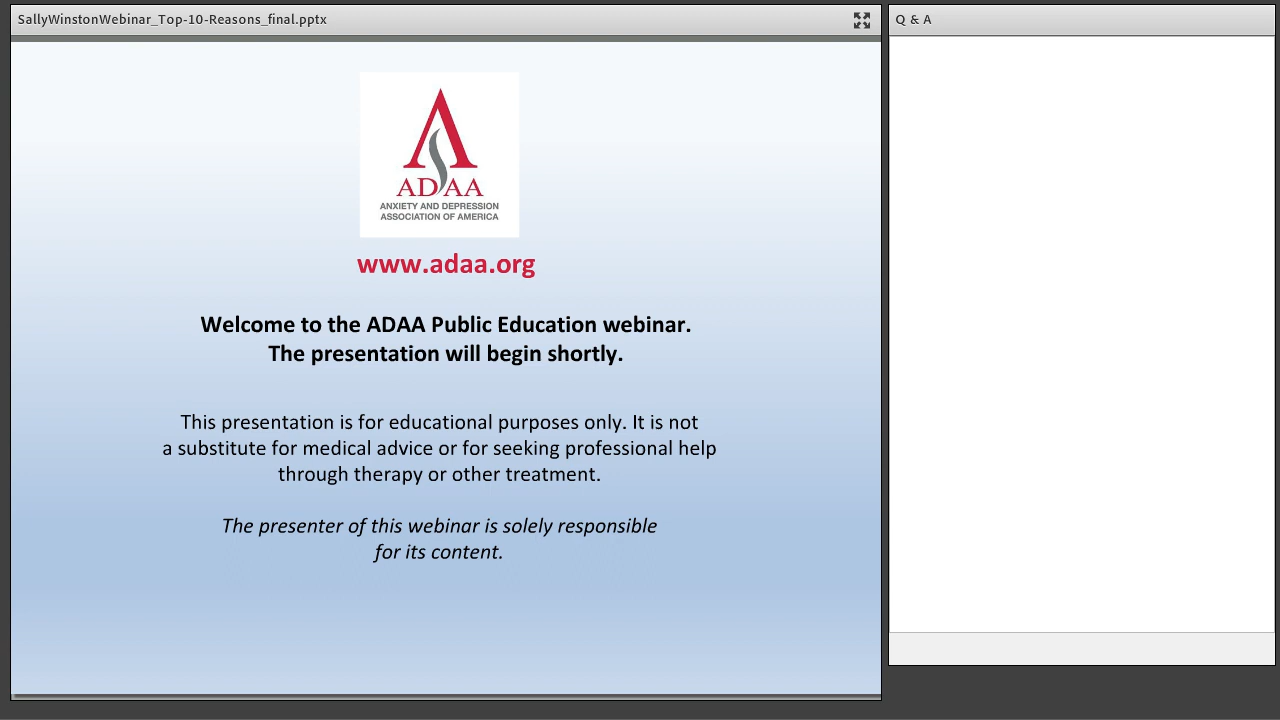 SallyWinstonWebinar_Top-10-Reasons_final.pptx
Q & A
ADAA
ANXIETY AND DEPRESSION
ASSOCIATION OF AMERICA
www.adaa.org
Welcome to the ADAA Public Education webinar.
The presentation will begin shortly.
This presentation is for educational purposes only. It is not
a substitute for medical advice or for seeking professional help
through therapy or other treatment.
The presenter of this webinar is solely responsible
for its content.